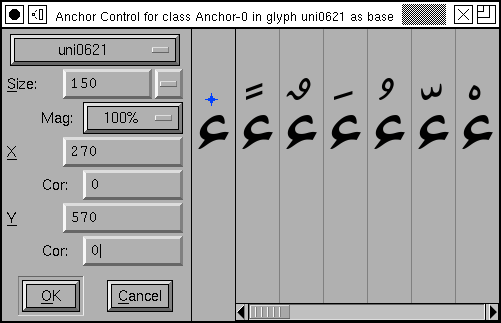 Anchor Control for class Anchor-0 in glyph uni0621 as base
uni0621
Size: 150
Mag: 100%
X 270
Cor: 0
Y 570
Cor: 0
OK Cancel
ء ءً ءٌ ءَ ءُ ءّ ءْ